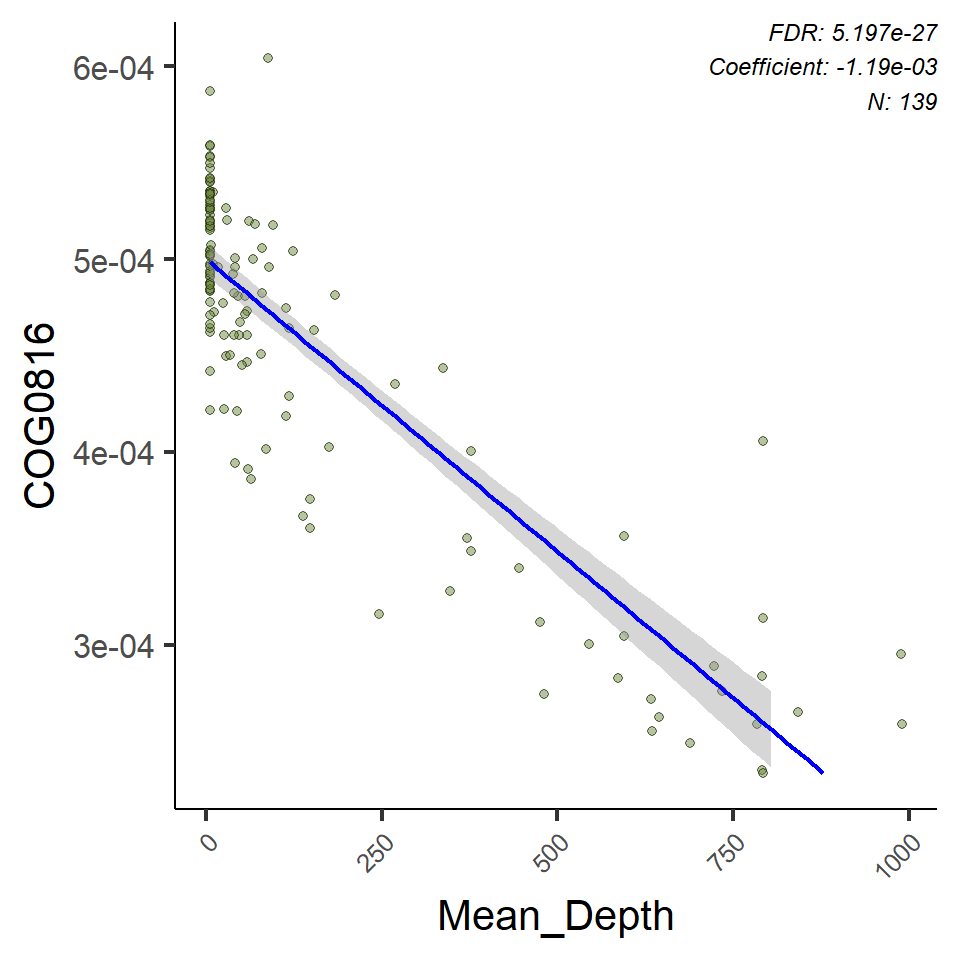 FDR: 5.197e-27
Coefficient: -1.19e-03
N: 139
6e-04
5e-04
4e-04
3e-04
COG0816
0
250
500
750
1000
Mean_Depth